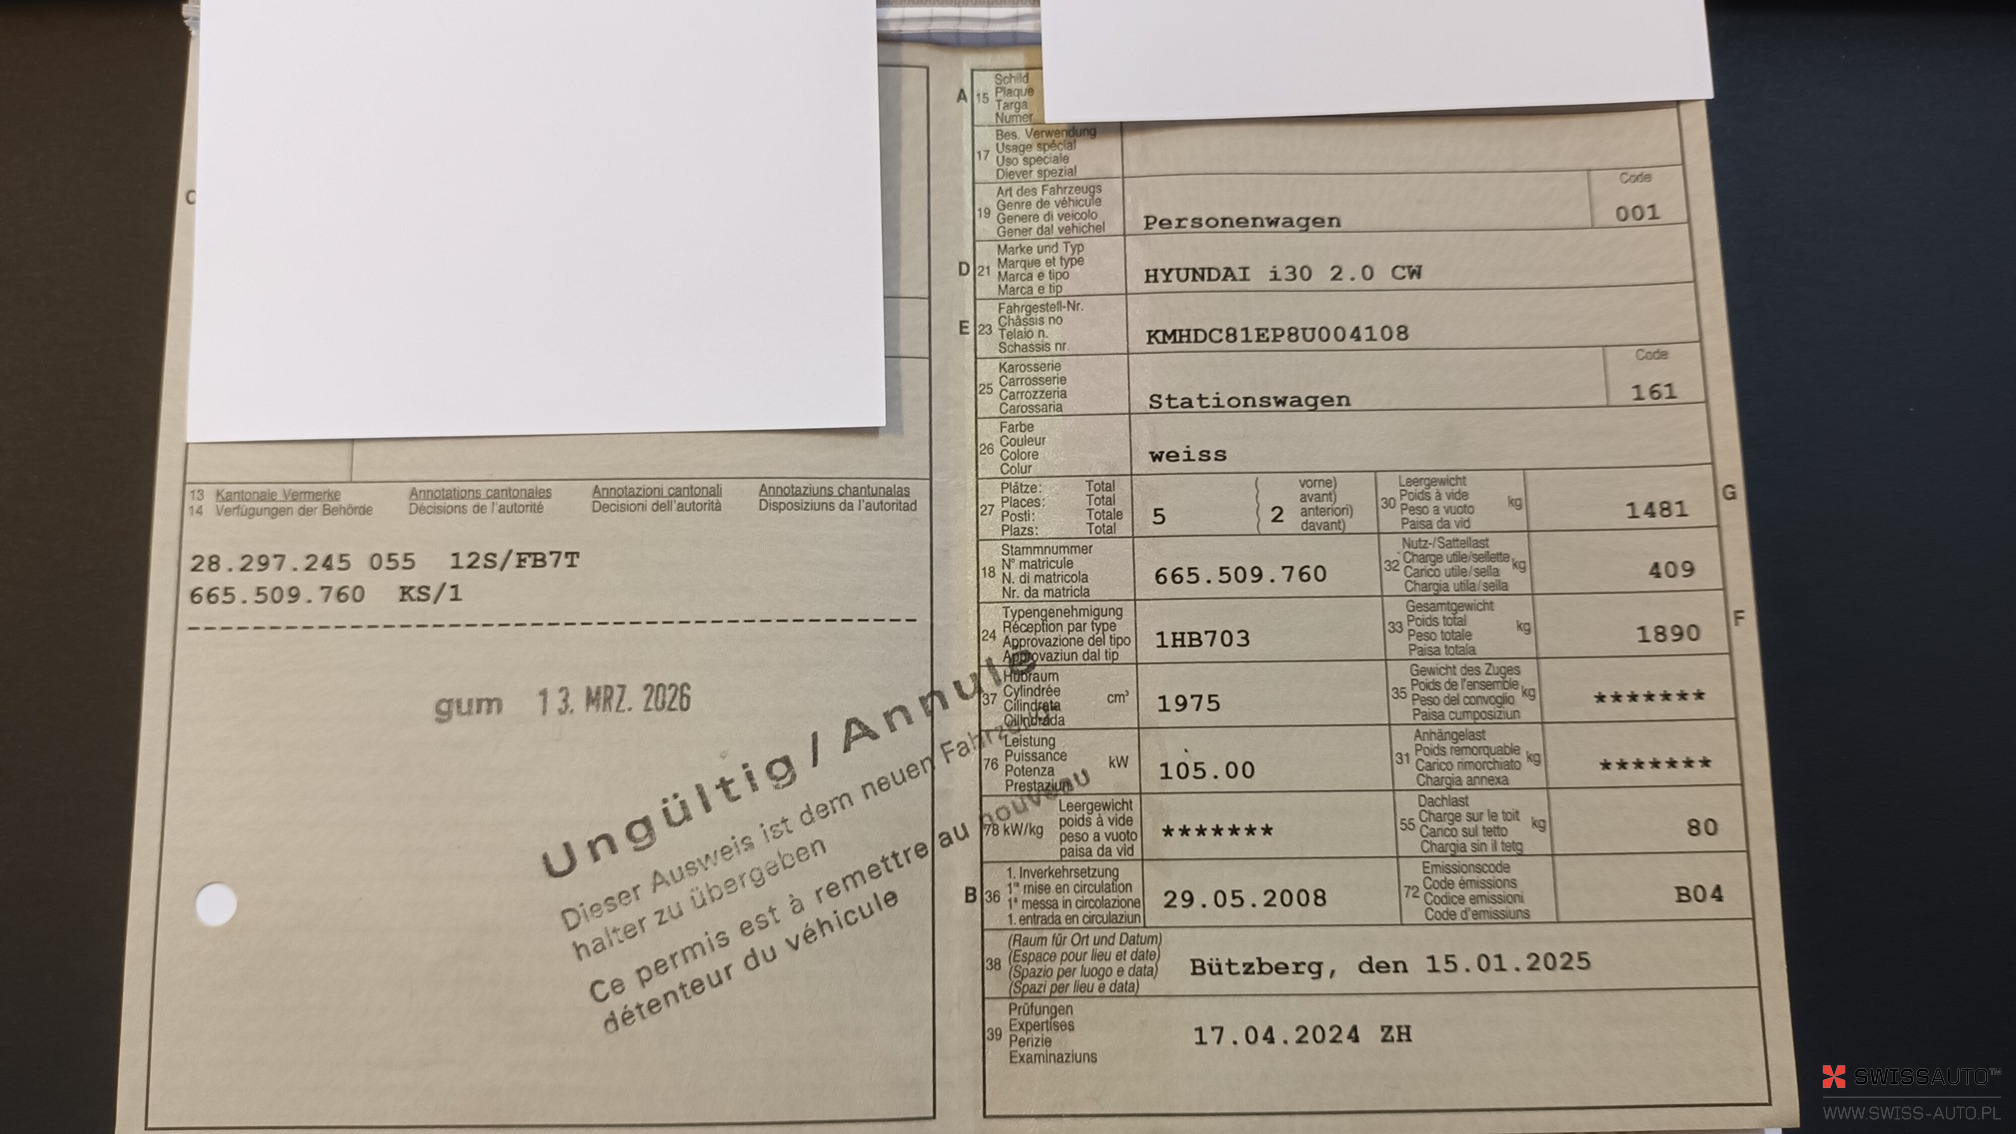 C
13 Kantonale Vermerke Annotations cantonales Annotazioni cantonali Annotaziuns chantunalas
14 Verfügungen der Behörde Décisions de l'autorité Decisioni dell'autorità Disposiziuns da l'autoritad
28.297.245 055 12S/FB7T
665.509.760 KS/1
gum 13. MRZ. 2026
Ungültig / Annulé
Dieser Ausweis ist dem neuen Fahrzeug
halter zu übergeben
Ce permis est à remettre au nouveau
détenteur du véhicule
A 15 Schild
Plaque
Targa
Numer
17 Bes. Verwendung
Usage spécial
Uso speciale
Diever spezial
19 Art des Fahrzeugs
Genre de véhicule
Genere di veicolo
Gener dal vehichel
Personenwagen
Code
001
D 21 Marke und Typ
Marque et type
Marca e tipo
Marca e tip
HYUNDAI i30 2.0 CW
E 23 Fahrgestell-Nr.
Châssis no
Telaio n.
Schassis nr.
KMHDC81EP8U004108
25 Karosserie
Carrosserie
Carrozzeria
Carossaria
Stationswagen
Code
161
26 Farbe
Couleur
Colore
Colur
weiss
27 Plätze: Total
Places: Total
Posti: Totale
Plazs: Total
5
2 vorne)
avant)
anteriori)
davant)
30 Leergewicht
Poids à vide
Peso a vuoto
Paisa da vid
kg
1481
G
18 Stammnummer
N° matricule
N. di matricola
Nr. da matricla
665.509.760
32 Nutz-/Sattellast
Charge utile/sellette
Carico utile/sella
Chargia utila/sella
kg
409
24 Typengenehmigung
Réception par type
Approvazione del tipo
Approvaziun dal tip
1HB703
33 Gesamtgewicht
Poids total
Peso totale
Paisa totala
kg
1890
F
37 Hubraum
Cylindrée
Cilindrata
Cilindrada
cm³
1975
35 Gewicht des Zuges
Poids de l'ensemble
Peso del convoglio
Paisa cumposiziun
kg
*******
76 Leistung
Puissance
Potenza
Prestaziun
kW
105.00
31 Anhängelast
Poids remorquable
Carico rimorchiato
Chargia annexa
kg
*******
78 kW/kg Leergewicht
poids à vide
peso a vuoto
paisa da vid
*******
55 Dachlast
Charge sur le toit
Carico sul tetto
Chargia sin il tetg
kg
80
B 36 1. Inverkehrsetzung
1re mise en circulation
1a messa in circolazione
1. entrada en circulaziun
29.05.2008
72 Emissionscode
Code émissions
Codice emissioni
Code d'emissiuns
B04
38 (Raum für Ort und Datum)
(Espace pour lieu et date)
(Spazio per luogo e data)
(Spazi per lieu e data)
Bützberg, den 15.01.2025
39 Prüfungen
Expertises
Perizie
Examinaziuns
17.04.2024 ZH
SWISSAUTO™
WWW.SWISS-AUTO.PL